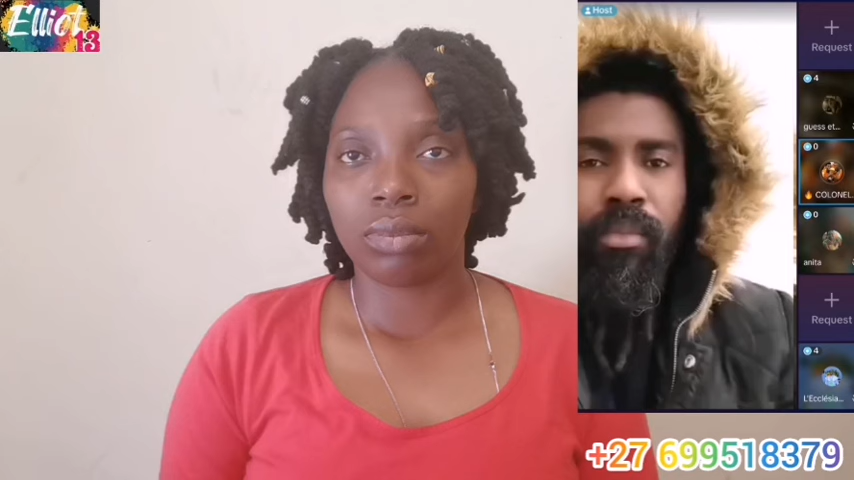 Elliot
13
Host
Request
4
guess et...
0
COLONEL..
0
anita
Request
4
L'Ecclésia...
+27 699518379